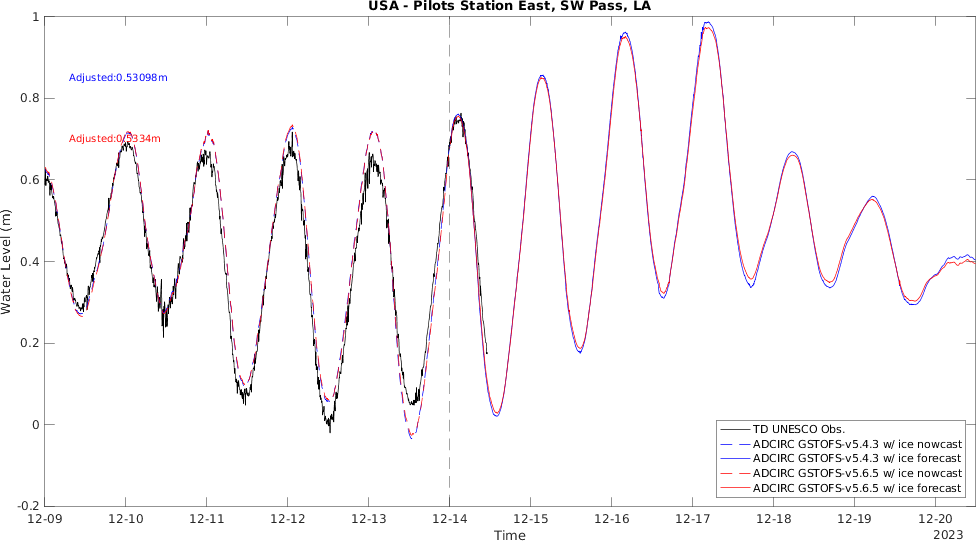 USA - Pilots Station East, SW Pass, LA
1
0.8
0.6
0.4
0.2
0
-0.2
Water Level (m)
Adjusted:0.53098m
Adjusted:0.5334m
TD UNESCO Obs.
ADCIRC GSTOFS-v5.4.3 w/ ice nowcast
ADCIRC GSTOFS-v5.4.3 w/ ice forecast
ADCIRC GSTOFS-v5.6.5 w/ ice nowcast
ADCIRC GSTOFS-v5.6.5 w/ ice forecast
12-09 12-10 12-11 12-12 12-13 12-14 12-15 12-16 12-17 12-18 12-19 12-20
2023
Time